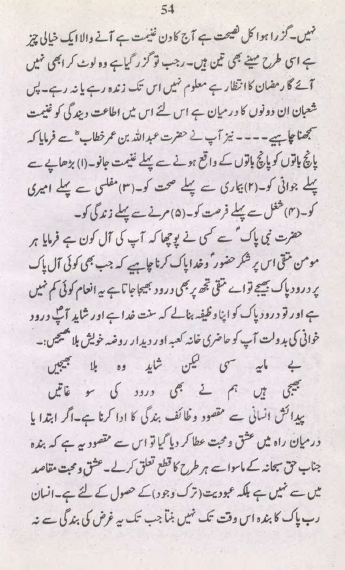 54
نہیں۔ گزرا ہوا کل نصیحت ہے آج کا دن غنیمت ہے آنے والا ایک خیالی چیز
ہے اسی طرح مہینے بھی تین ہیں۔ رجب تو گزر گیا ہے وہ لوٹ کر ابھی نہیں
آئے گا رمضان کا انتظار ہے معلوم نہیں اس تک زندہ رہے یا نہ رہے۔ پس
شعبان ان دونوں کا درمیان ہے اس لئے اس میں اطاعت و بندگی کو غنیمت
سمجھنا چاہیے۔۔۔۔ نیز آپ نے حضرت عبداللہ بن عمر خطابؓ سے فرمایا کہ
پانچ باتوں کو پانچ باتوں کے واقع ہونے سے پہلے غنیمت جانو۔ (۱) بڑھاپے سے
پہلے جوانی کو۔ (۲) بیماری سے پہلے صحت کو۔ (۳) مفلسی سے پہلے امیری
کو۔ (۴) شغل سے پہلے فرصت کو۔ (۵) مرنے سے پہلے زندگی کو۔
حضرت نبی پاکؐ سے کسی نے پوچھا کہ آپ کی آل کون ہے فرمایا ہر
مومن متقی اس پر شکر حضورؐ و خدا پاک کرنا چاہیے کہ جب بھی کوئی آل پاک
پر درود پاک بھیجے تو اے متقی تجھ پر بھی درود بھیجا جاتا ہے یہ انعام کوئی کم نہیں
ہے اور تو درود پاک کو اپنا وظیفہ بنالے کہ سنت خدا ہے اور شاید آپؐ درود
خوانی کی بدولت آپ کو حاضری خانہ کعبہ اور دیدار روضہ خویش بلا بھیجیں:۔
بے مایہ سہی لیکن شاید وہ بلا بھیجیں
بھیجی ہیں ہم نے بھی درود کی سو غاتیں
پیدائش انسانی سے مقصود وظائف بندگی کا ادا کرنا ہے۔ اگر ابتدا یا
درمیان راہ میں عشق و محبت عطا کر دیا گیا تو اس سے مقصود یہ ہے کہ بندہ
جناب حق سبحانہ کے ماسوا سے ہر طرح کا قطع تعلق کرلے۔ عشق و محبت مقاصد
میں سے نہیں ہے بلکہ عبودیت (ترک وجود) کے حصول کے لئے ہے۔ انسان
رب پاک کا بندہ اس وقت تک نہیں بنتا جب تک یہ غرض کی بندگی سے نہ